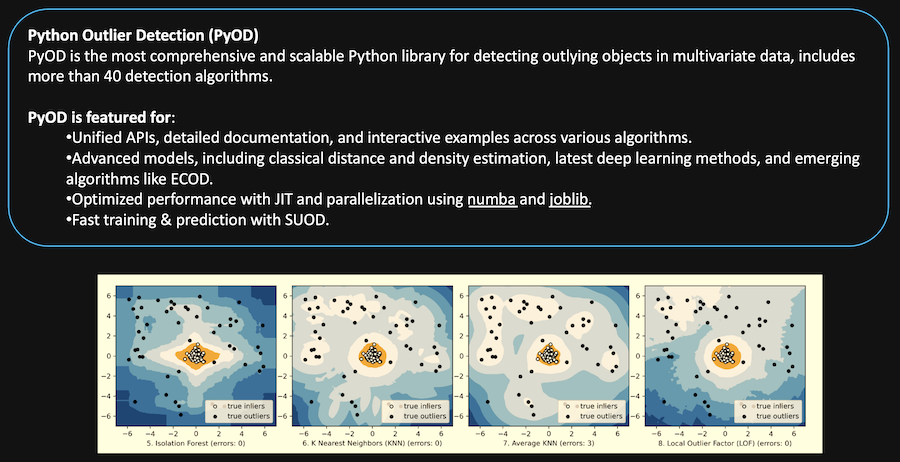 Python Outlier Detection (PyOD)
PyOD is the most comprehensive and scalable Python library for detecting outlying objects in multivariate data, includes
more than 40 detection algorithms.
PyOD is featured for:
•Unified APIs, detailed documentation, and interactive examples across various algorithms.
•Advanced models, including classical distance and density estimation, latest deep learning methods, and emerging
algorithms like ECOD.
•Optimized performance with JIT and parallelization using numba and joblib.
•Fast training & prediction with SUOD.
6 4 2 0 −2 −4 −6
true inliers
true outliers
−6 −4 −2 0 2 4 6
5. Isolation Forest (errors: 0)
6 4 2 0 −2 −4 −6
true inliers
true outliers
−6 −4 −2 0 2 4 6
6. K Nearest Neighbors (KNN) (errors: 0)
6 4 2 0 −2 −4 −6
true inliers
true outliers
−6 −4 −2 0 2 4 6
7. Average KNN (errors: 3)
6 4 2 0 −2 −4 −6
true inliers
true outliers
−6 −4 −2 0 2 4 6
8. Local Outlier Factor (LOF) (errors: 0)